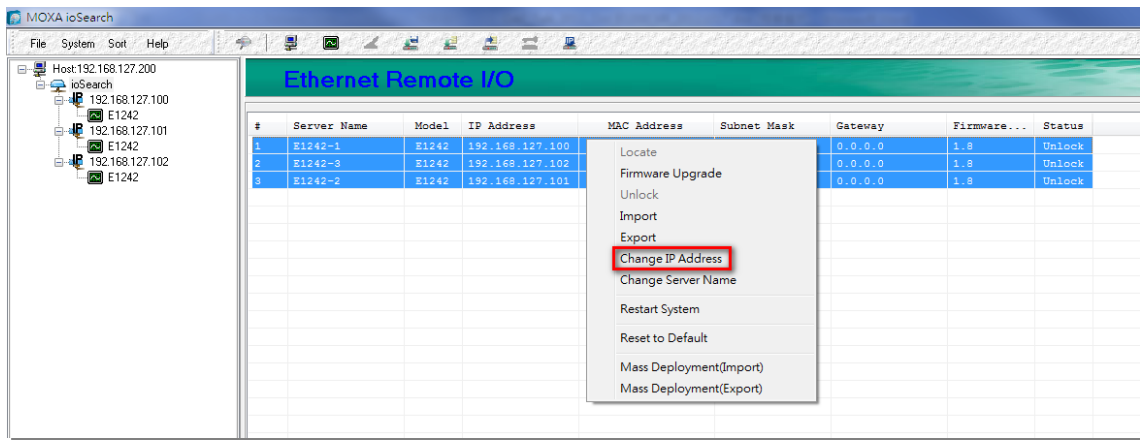 MOXA ioSearch
File System Sort Help
Host:192.168.127.200
ioSearch
192.168.127.100
E1242
192.168.127.101
E1242
192.168.127.102
E1242
Ethernet Remote I/O
# Server Name Model IP Address MAC Address Subnet Mask Gateway Firmware... Status
1 E1242-1 E1242 192.168.127.100 0.0.0.0 1.8 Unlock
2 E1242-3 E1242 192.168.127.102 0.0.0.0 1.8 Unlock
3 E1242-2 E1242 192.168.127.101 0.0.0.0 1.8 Unlock
Locate
Firmware Upgrade
Unlock
Import
Export
Change IP Address
Change Server Name
Restart System
Reset to Default
Mass Deployment(Import)
Mass Deployment(Export)